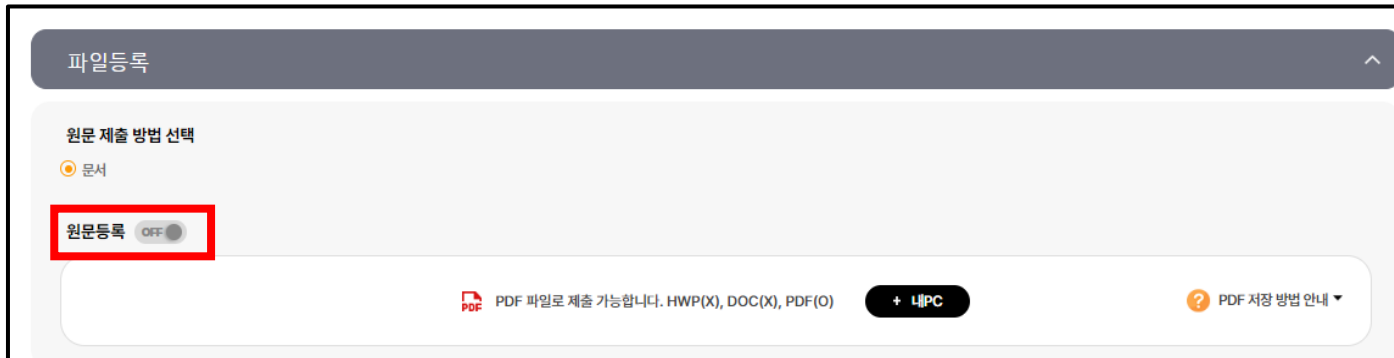 파일등록
원문 제출 방법 선택
문서
원문등록 OFF
PDF PDF 파일로 제출 가능합니다. HWP(X), DOC(X), PDF(O) + 내PC ? PDF 저장 방법 안내